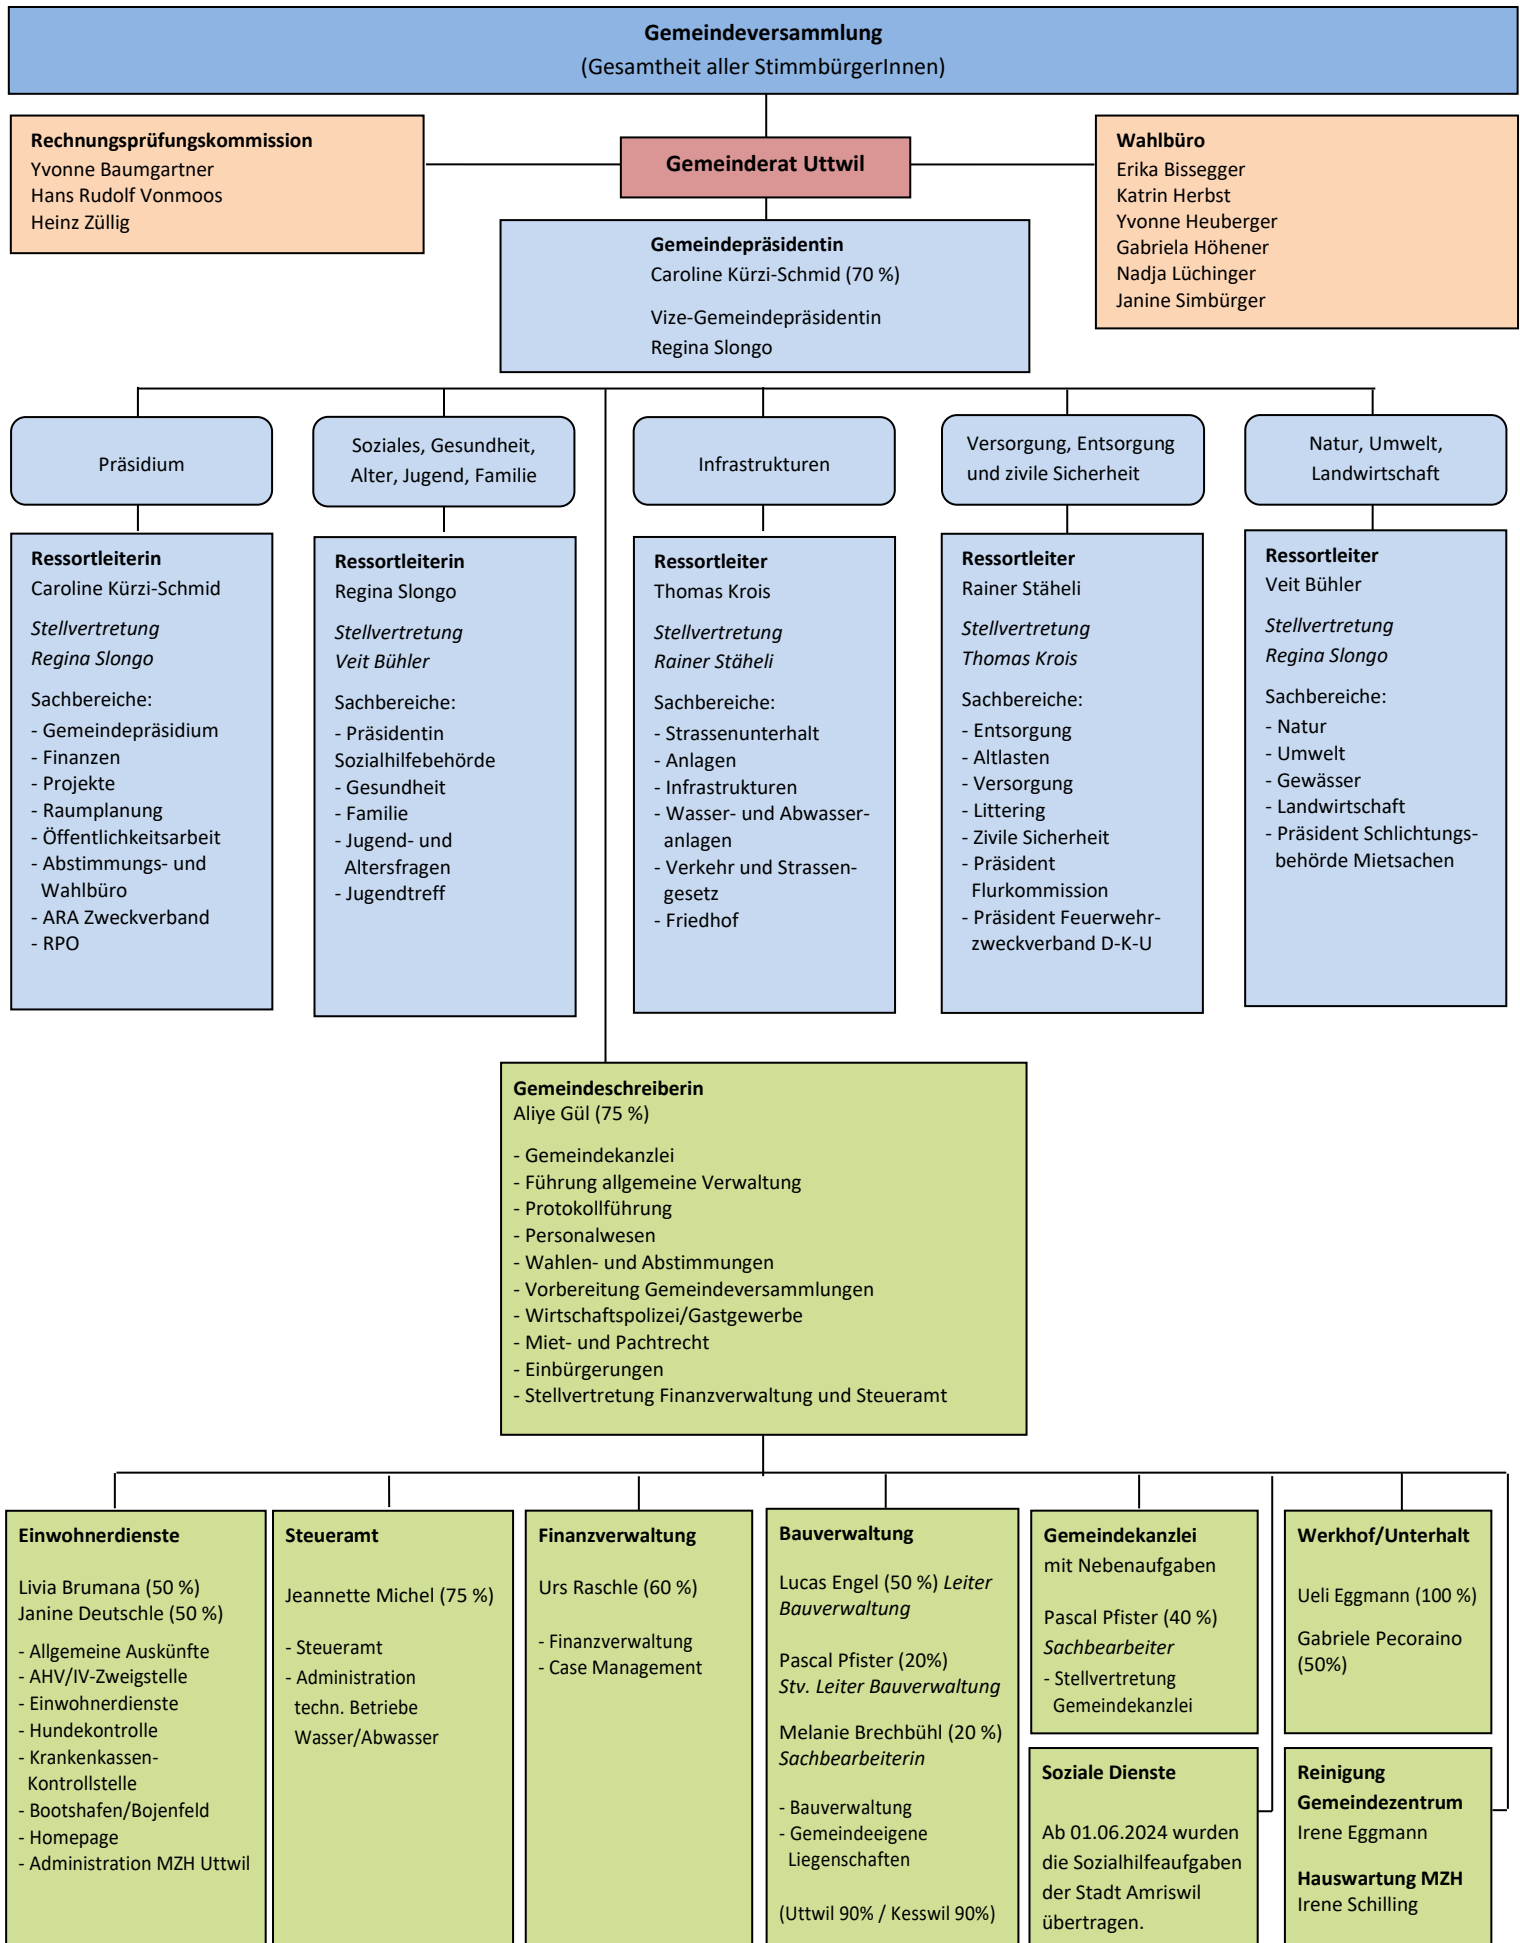 Gemeindeversammlung
(Gesamtheit aller StimmbürgerInnen)
Rechnungsprüfungskommission
Yvonne Baumgartner
Hans Rudolf Vonmoos
Heinz Züllig
Gemeinderat Uttwil
Wahlbüro
Erika Bissegger
Katrin Herbst
Yvonne Heuberger
Gabriela Höhener
Nadja Lüchinger
Janine Simbürger
Gemeindepräsidentin
Caroline Kürzi-Schmid (70 %)
Vize-Gemeindepräsidentin
Regina Slongo
Präsidium
Soziales, Gesundheit,
Alter, Jugend, Familie
Infrastrukturen
Versorgung, Entsorgung
und zivile Sicherheit
Natur, Umwelt,
Landwirtschaft
Ressortleiterin
Caroline Kürzi-Schmid
Stellvertretung
Regina Slongo
Sachbereiche:
- Gemeindepräsidium
- Finanzen
- Projekte
- Raumplanung
- Öffentlichkeitsarbeit
- Abstimmungs- und
Wahlbüro
- ARA Zweckverband
- RPO
Ressortleiterin
Regina Slongo
Stellvertretung
Veit Bühler
Sachbereiche:
- Präsidentin
Sozialhilfebehörde
- Gesundheit
- Familie
- Jugend- und
Altersfragen
- Jugendtreff
Ressortleiter
Thomas Krois
Stellvertretung
Rainer Stäheli
Sachbereiche:
- Strassenunterhalt
- Anlagen
- Infrastrukturen
- Wasser- und Abwasser-
anlagen
- Verkehr und Strassen-
gesetz
- Friedhof
Ressortleiter
Rainer Stäheli
Stellvertretung
Thomas Krois
Sachbereiche:
- Entsorgung
- Altlasten
- Versorgung
- Littering
- Zivile Sicherheit
- Präsident
Flurkommission
- Präsident Feuerwehr-
zweckverband D-K-U
Ressortleiter
Veit Bühler
Stellvertretung
Regina Slongo
Sachbereiche:
- Natur
- Umwelt
- Gewässer
- Landwirtschaft
- Präsident Schlichtungs-
behörde Mietsachen
Gemeindeschreiberin
Aliye Gül (75 %)
- Gemeindekanzlei
- Führung allgemeine Verwaltung
- Protokollführung
- Personalwesen
- Wahlen- und Abstimmungen
- Vorbereitung Gemeindeversammlungen
- Wirtschaftspolizei/Gastgewerbe
- Miet- und Pachtrecht
- Einbürgerungen
- Stellvertretung Finanzverwaltung und Steueramt
Einwohnerdienste
Livia Brumana (50 %)
Janine Deutschle (50 %)
- Allgemeine Auskünfte
- AHV/IV-Zweigstelle
- Einwohnerdienste
- Hundekontrolle
- Krankenkassen-
Kontrollstelle
- Bootshafen/Bojenfeld
- Homepage
- Administration MZH Uttwil
Steueramt
Jeannette Michel (75 %)
- Steueramt
- Administration
techn. Betriebe
Wasser/Abwasser
Finanzverwaltung
Urs Raschle (60 %)
- Finanzverwaltung
- Case Management
Bauverwaltung
Lucas Engel (50 %) Leiter
Bauverwaltung
Pascal Pfister (20%)
Stv. Leiter Bauverwaltung
Melanie Brechbühl (20 %)
Sachbearbeiterin
- Bauverwaltung
- Gemeindeeigene
Liegenschaften
(Uttwil 90% / Kesswil 90%)
Gemeindekanzlei
mit Nebenaufgaben
Pascal Pfister (40 %)
Sachbearbeiter
- Stellvertretung
Gemeindekanzlei
Soziale Dienste
Ab 01.06.2024 wurden
die Sozialhilfeaufgaben
der Stadt Amriswil
übertragen.
Werkhof/Unterhalt
Ueli Eggmann (100 %)
Gabriele Pecoraino
(50%)
Reinigung
Gemeindezentrum
Irene Eggmann
Hauswartung MZH
Irene Schilling